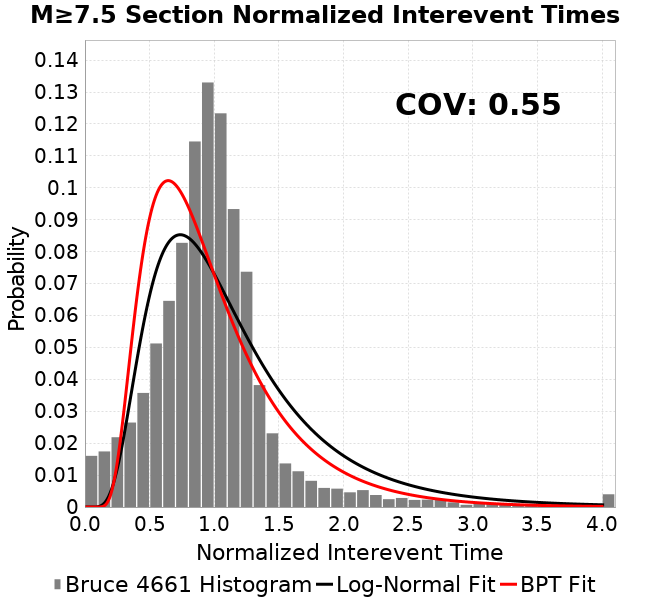 M≥7.5 Section Normalized Interevent Times
COV: 0.55
Probability
0.14
0.13
0.12
0.11
0.1
0.09
0.08
0.07
0.06
0.05
0.04
0.03
0.02
0.01
0
0.0 0.5 1.0 1.5 2.0 2.5 3.0 3.5 4.0
Normalized Interevent Time
Bruce 4661 Histogram Log-Normal Fit BPT Fit